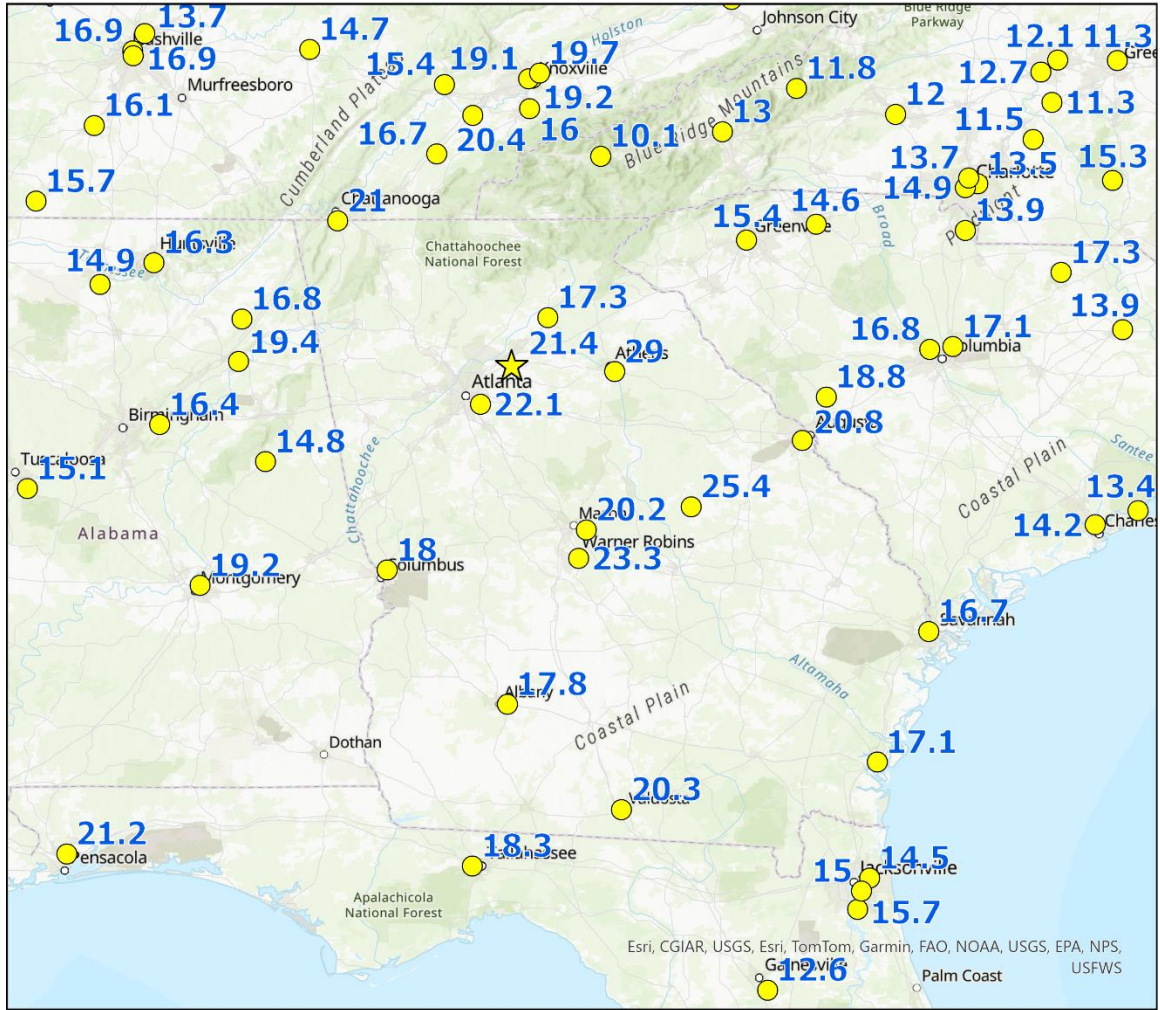 13.7
16.9
Nashville
16.9
14.7
Holston
Johnson City
Blue Ridge
Parkway
12.1
11.3
Murfreesboro
16.1
15.4
19.1
19.7
Knoxville
19.2
16
16.7
20.4
Cumberland Plateau
Blue Ridge Mountains
10.1
13
11.8
12
12.7
11.3
11.5
13.7
13.5
Charlotte
14.9
15.3
13.9
Piedmont
Broad
15.7
Chattanooga
21
Chattahoochee
National Forest
15.4
14.6
Greenville
16.3
Huntsville
14.9
17.3
16.8
17.3
13.9
19.4
21.4
29
Athens
16.8
17.1
Columbia
Atlanta
22.1
18.8
16.4
Birmingham
20.8
Augusta
14.8
Tuscaloosa
15.1
Chattahoochee
Coastal Plain
Santee
13.4
14.2
Alabama
25.4
20.2
Warner Robins
23.3
18
Columbus
19.2
Montgomery
16.7
Savannah
Altamaha
17.8
Albany
Coastal Plain
Dothan
17.1
20.3
Valdosta
21.2
Pensacola
18.3
Tallahassee
14.5
15
Jacksonville
15.7
Apalachicola
National Forest
Esri, CGIAR, USGS, Esri, TomTom, Garmin, FAO, NOAA, USGS, EPA, NPS,
USFWS
Gainesville
12.6
Palm Coast